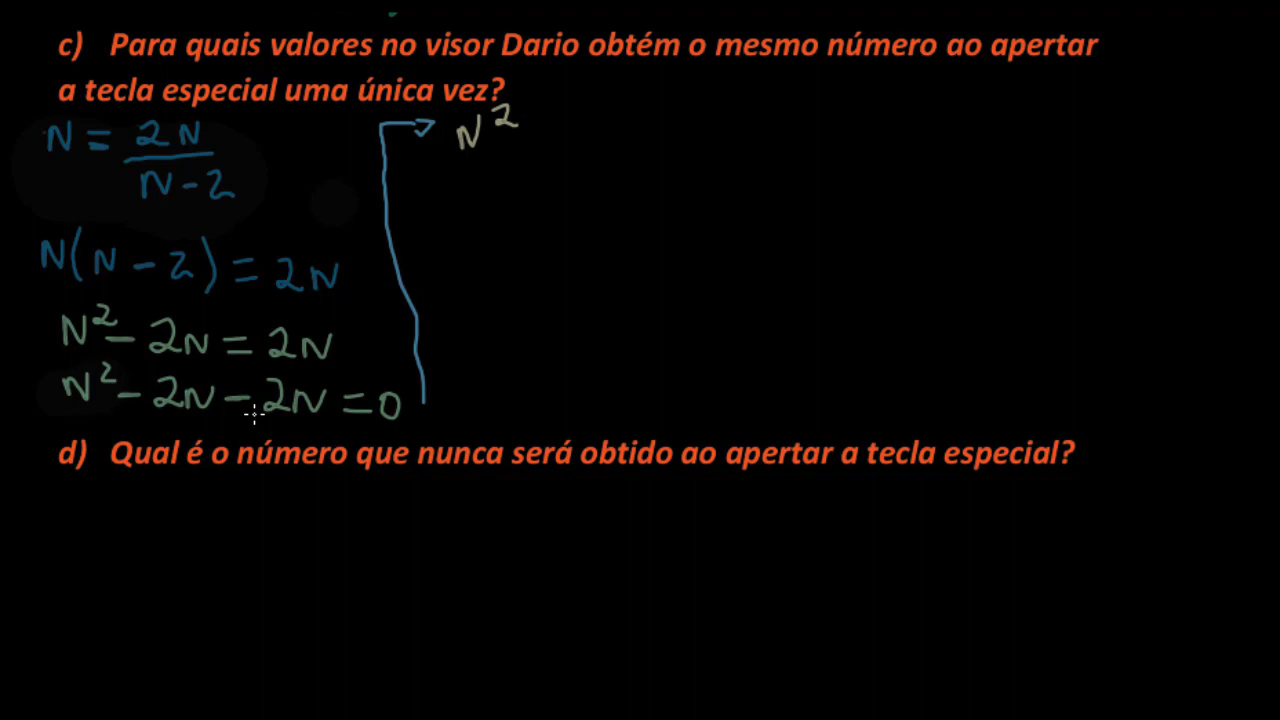 c) Para quais valores no visor Dario obtém o mesmo número ao apertar
a tecla especial uma única vez?
N = 2N / N - 2
N(N - 2) = 2N
N² - 2N = 2N
N² - 2N - 2N = 0
N²
d) Qual é o número que nunca será obtido ao apertar a tecla especial?